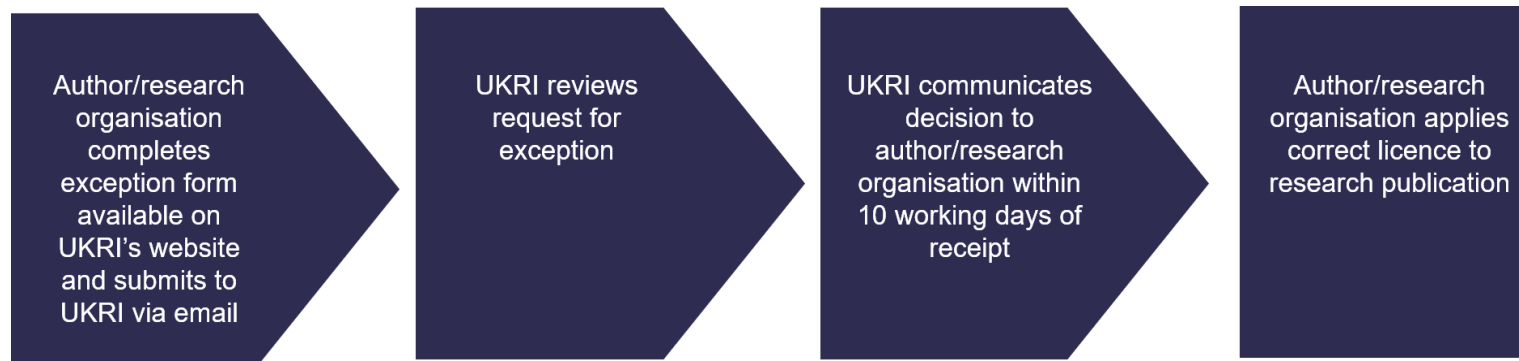 Author/research
organisation
completes
exception form
available on
UKRI’s website
and submits to
UKRI via email
UKRI reviews
request for
exception
UKRI communicates
decision to
author/research
organisation within
10 working days of
receipt
Author/research
organisation applies
correct licence to
research publication